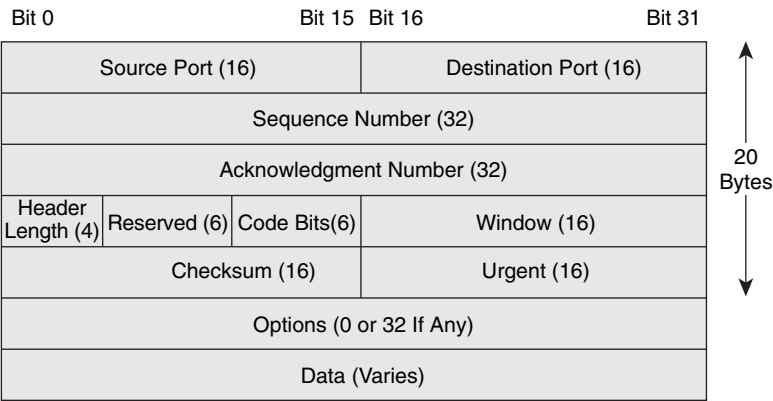 Bit 0 Bit 15 Bit 16 Bit 31
Source Port (16) Destination Port (16)
Sequence Number (32)
Acknowledgment Number (32)
20
Bytes
Header
Length (4) Reserved (6) Code Bits(6) Window (16)
Checksum (16) Urgent (16)
Options (0 or 32 If Any)
Data (Varies)